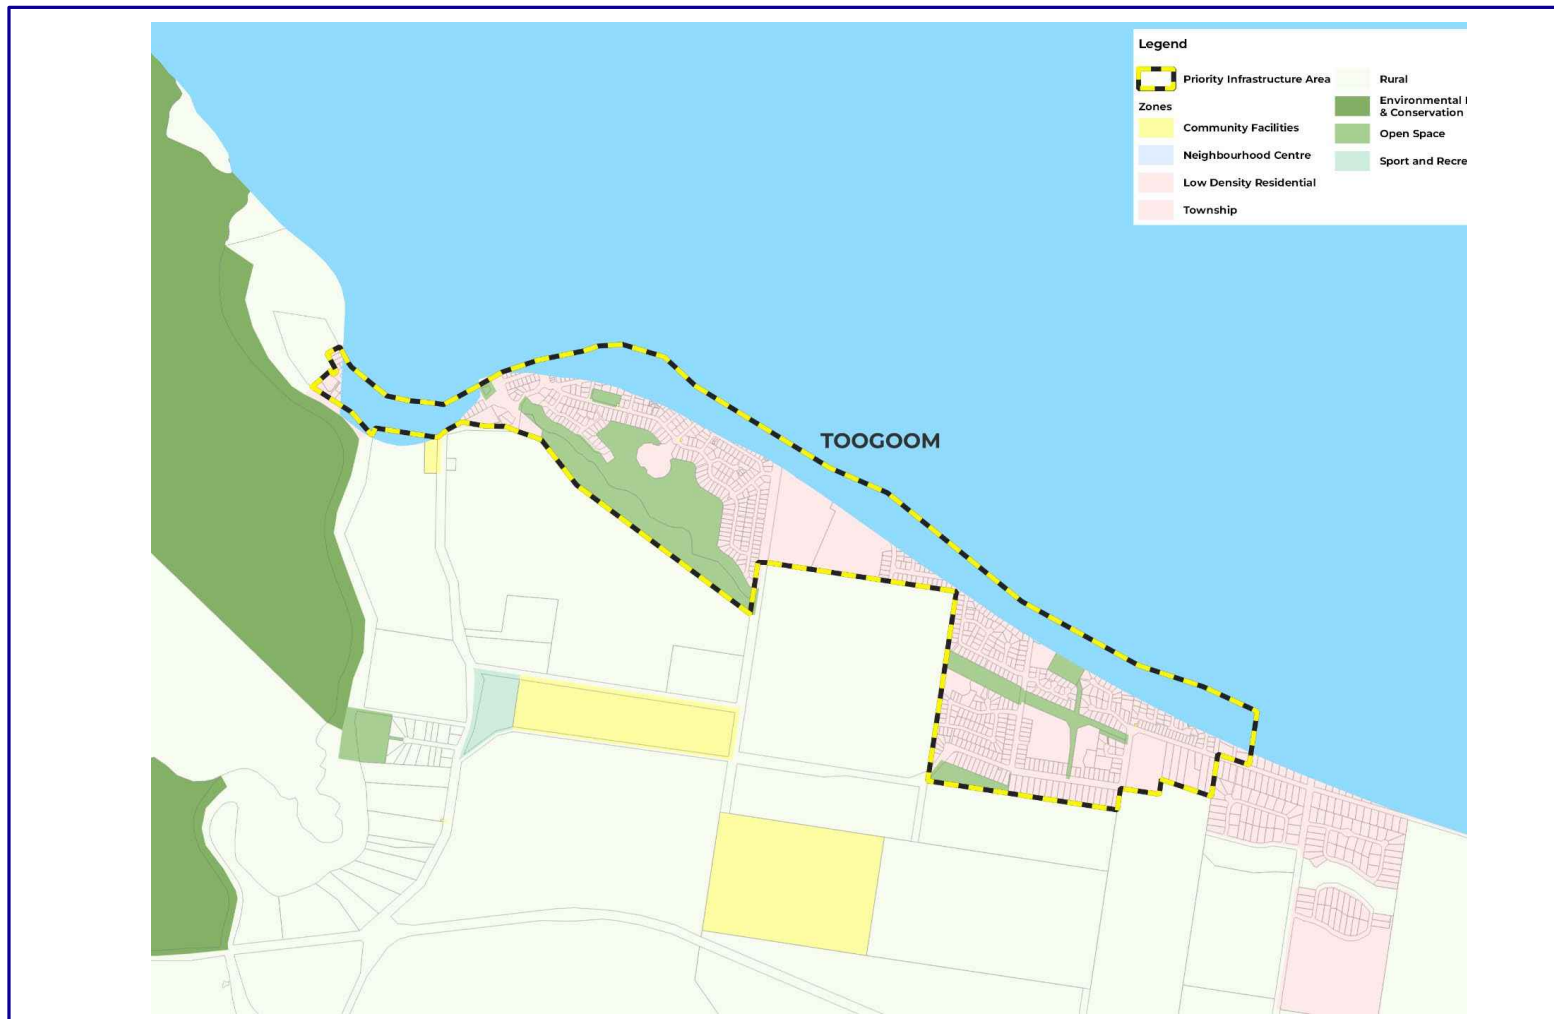 Legend
Priority Infrastructure Area
Zones
Community Facilities
Neighbourhood Centre
Low Density Residential
Township
Rural
Environmental
& Conservation
Open Space
Sport and Recre
TOOGOOM